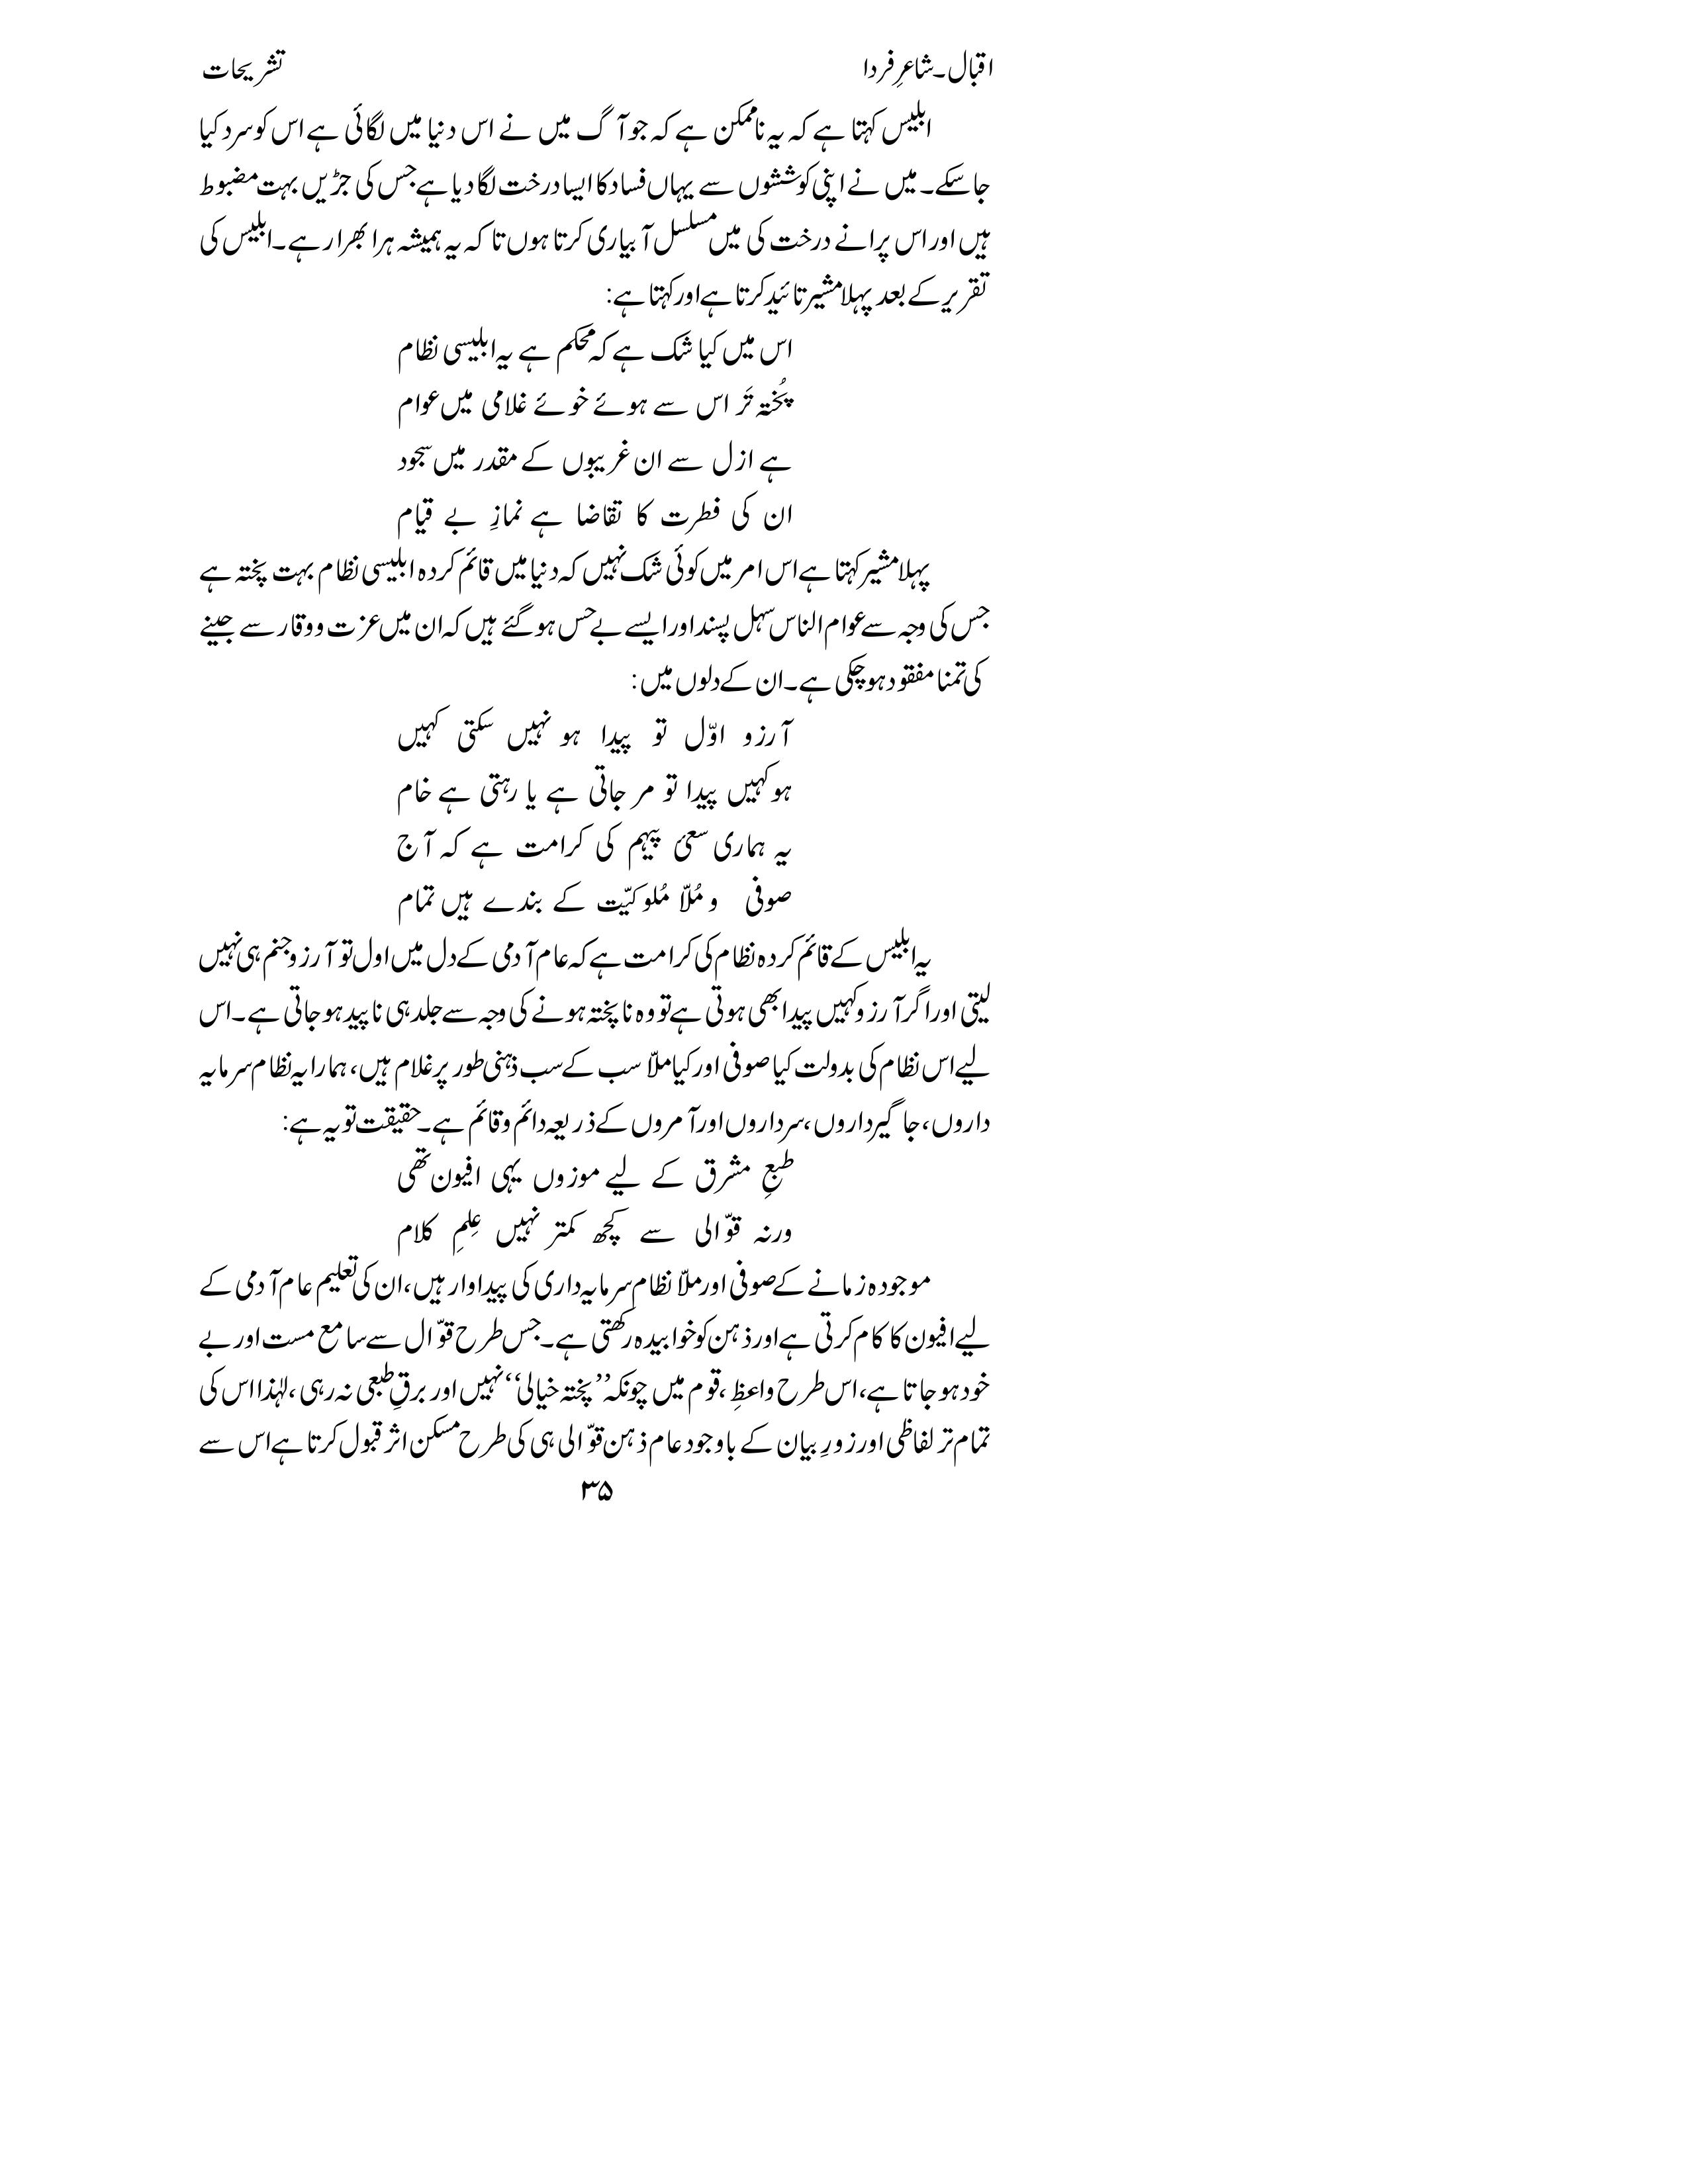 اقبال۔شاعرِ فردا تشریحات
ابلیس کہتا ہے کہ یہ ناممکن ہے کہ جو آگ میں نے اس دنیا میں لگائی ہے اس کو سرد کیا
جاسکے۔ میں نے اپنی کوششوں سے یہاں فساد کا ایسا درخت لگا دیا ہے جس کی جڑیں بہت مضبوط
ہیں اور اس پرانے درخت کی میں مسلسل آبیاری کرتا ہوں تاکہ یہ ہمیشہ ہرا بھرا رہے۔ ابلیس کی
تقریر کے بعد پہلا مشیر تائید کرتا ہے اور کہتا ہے:
اس میں کیا شک ہے کہ محکم ہے یہ ابلیسی نظام
پُختہ تَر اس سے ہوئے خوئے غلامی میں عوام
ہے ازل سے ان غریبوں کے مقدر میں سجود
ان کی فطرت کا تقاضا ہے نمازِ بے قیام
پہلا مشیر کہتا ہے اس امر میں کوئی شک نہیں کہ دنیا میں قائم کردہ ابلیسی نظام بہت پختہ ہے
جس کی وجہ سے عوام الناس سہل پسند اور ایسے بے حس ہو گئے ہیں کہ ان میں عزت و وقار سے جینے
کی تمنا مفقود ہو چکی ہے۔ ان کے دلوں میں:
آرزو اوّل تو پیدا ہو نہیں سکتی کہیں
ہو کہیں پیدا تو مر جاتی ہے یا رہتی ہے خام
یہ ہماری سعیٔ پیہم کی کرامت ہے کہ آج
صوفی و مُلّا مُلوکیّت کے بندے ہیں تمام
یہ ابلیس کے قائم کردہ نظام کی کرامت ہے کہ عام آدمی کے دل میں اول تو آرزو جنم ہی نہیں
لیتی اور اگر آرزو کہیں پیدا بھی ہوتی ہے تو وہ ناپختہ ہونے کی وجہ سے جلد ہی ناپید ہو جاتی ہے۔ اس
لیے اس نظام کی بدولت کیا صوفی اور کیا ملاّ سب کے سب ذہنی طور پر غلام ہیں، ہمارا یہ نظام سرمایہ
داروں، جاگیرداروں، سرداروں اور آمروں کے ذریعہ دائم و قائم ہے۔ حقیقت تو یہ ہے:
طبعِ مشرق کے لیے موزوں یہی افیون تھی
ورنہ قوّالی سے کچھ کمتر نہیں عِلمِ کلام
موجودہ زمانے کے صوفی اور ملاّ نظام سرمایہ داری کی پیداوار ہیں، ان کی تعلیم عام آدمی کے
لیے افیون کا کام کرتی ہے اور ذہن کو خوابیدہ رکھتی ہے۔ جس طرح قوّال سے سامع مست اور بے
خود ہو جاتا ہے، اس طرح واعظِ، قوم میں چونکہ ’’پختہ خیالی‘‘ نہیں اور برقِ طبعی نہ رہی، لہٰذا اس کی
تمام تر لفاظی اور زورِ بیان کے باوجود عام ذہن قوّالی ہی کی طرح مسکن اثر قبول کرتا ہے اس سے
۳۵